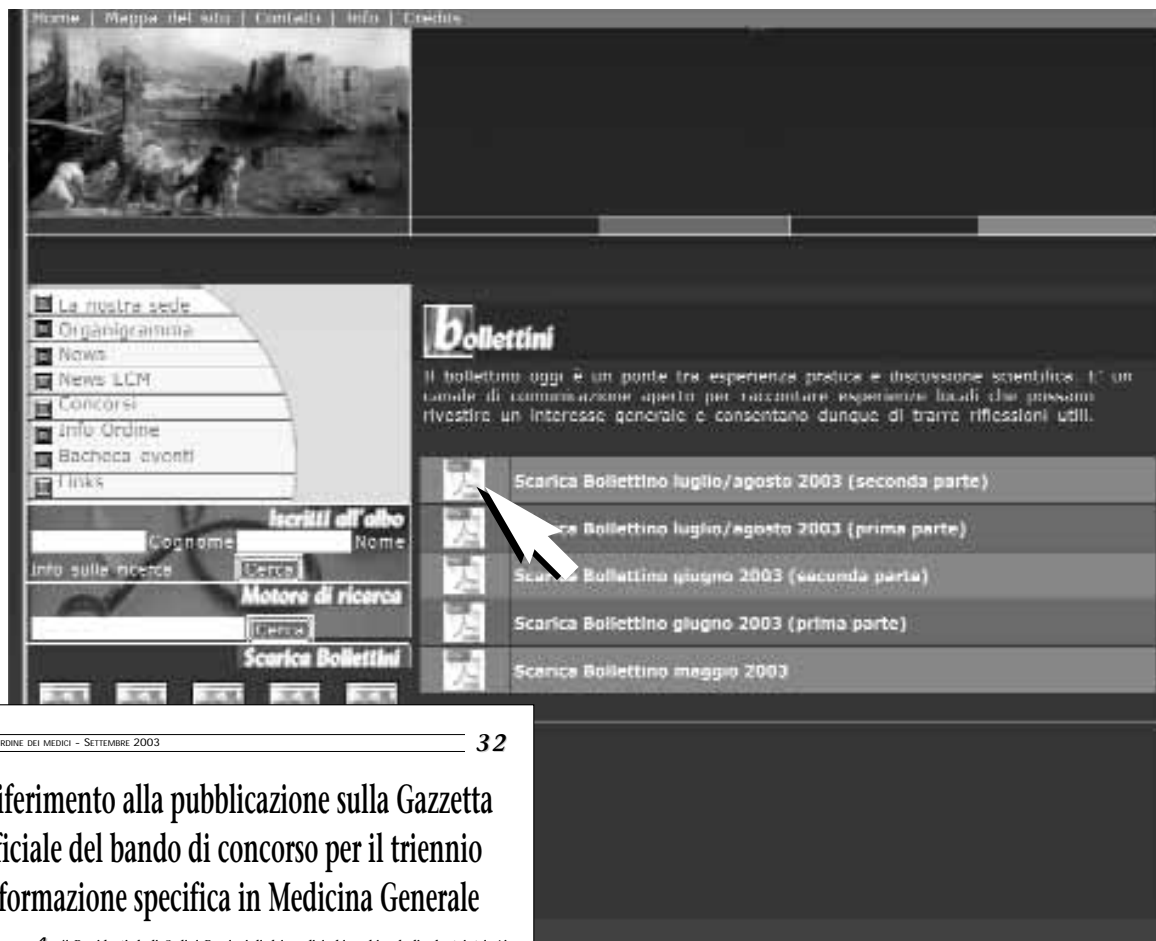 Home | Mappa del sito | Contatti | Info | Credits
La nostra sede
Organigramma
News
News LCM
Concorsi
Info Ordine
Bacheca eventi
Links
Iscritti all'albo
Cognome Nome
Info sulla ricerca Cerca
Motore di ricerca
Cerca
Scarica Bollettini
bollettini
Il bollettino oggi è un ponte tra esperienza pratica e discussione scientifica. E' un
canale di comunicazione aperto per raccontare esperienze locali che possano
rivestire un interesse generale e consentano dunque di trarre riflessioni utili.
Scarica Bollettino luglio/agosto 2003 (seconda parte)
Bollettino luglio/agosto 2003 (prima parte)
Bollettino giugno 2003 (seconda parte)
Scarica Bollettino giugno 2003 (prima parte)
Scarica Bollettino maggio 2003
RDINE DEI MEDICI - SETTEMBRE 2003 32
iferimento alla pubblicazione sulla Gazzetta
ficiale del bando di concorso per il triennio
formazione specifica in Medicina Generale